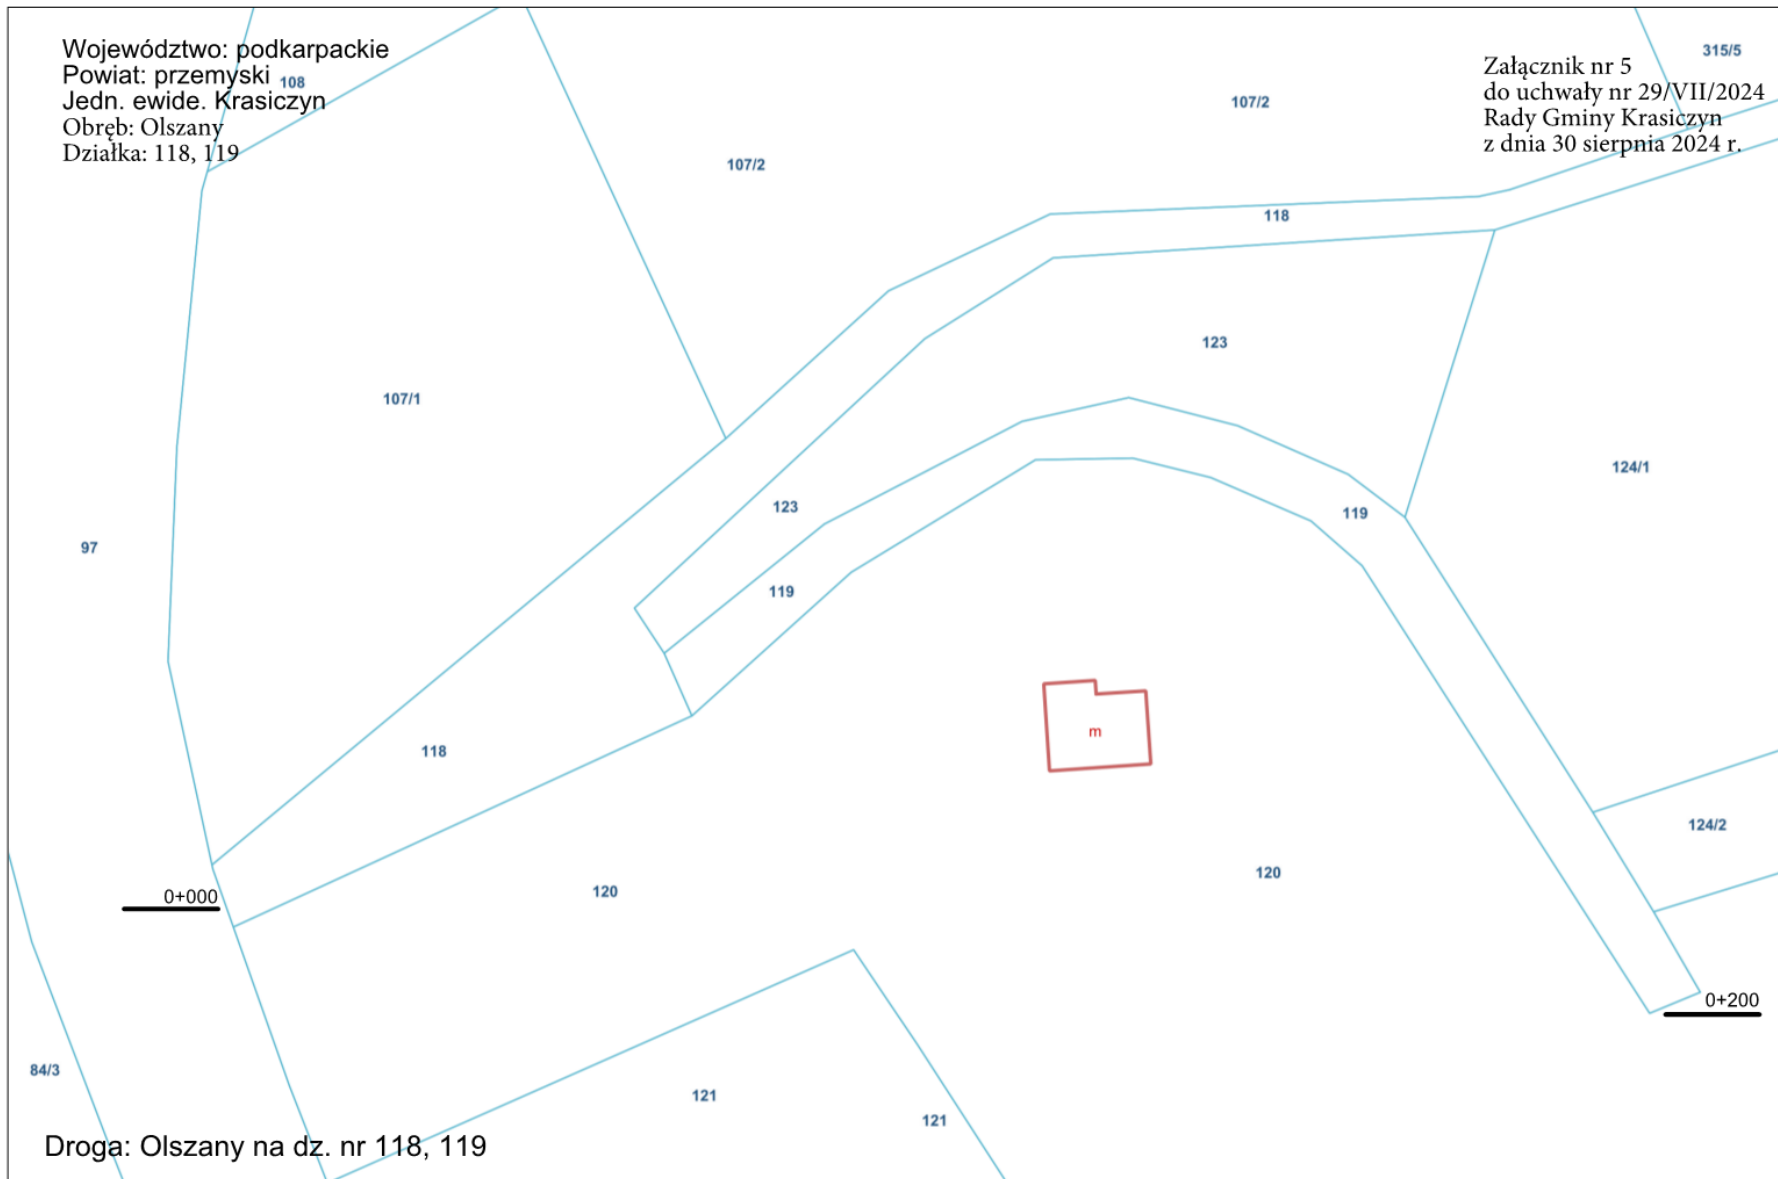 Województwo: podkarpackie
Powiat: przemyski
Jedn. ewide. Krasiczyn
Obręb: Olszany
Działka: 118, 119
Załącznik nr 5
do uchwały nr 29/VII/2024
Rady Gminy Krasiczyn
z dnia 30 sierpnia 2024 r.
315/5
108
107/2
107/2
118
123
107/1
124/1
123
119
97
119
m
118
124/2
120
120
0+000
0+200
84/3
121
121
Droga: Olszany na dz. nr 118, 119